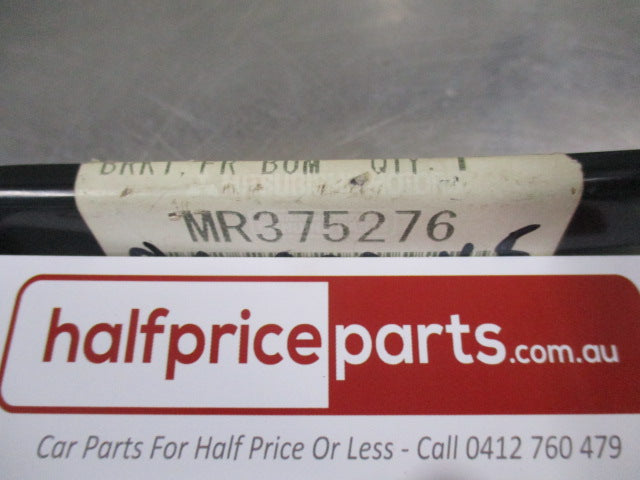 BRKT, FR BUM QTY. 1
MR375276
halfpriceparts.com.au
Car Parts For Half Price Or Less - Call 0412 760 479